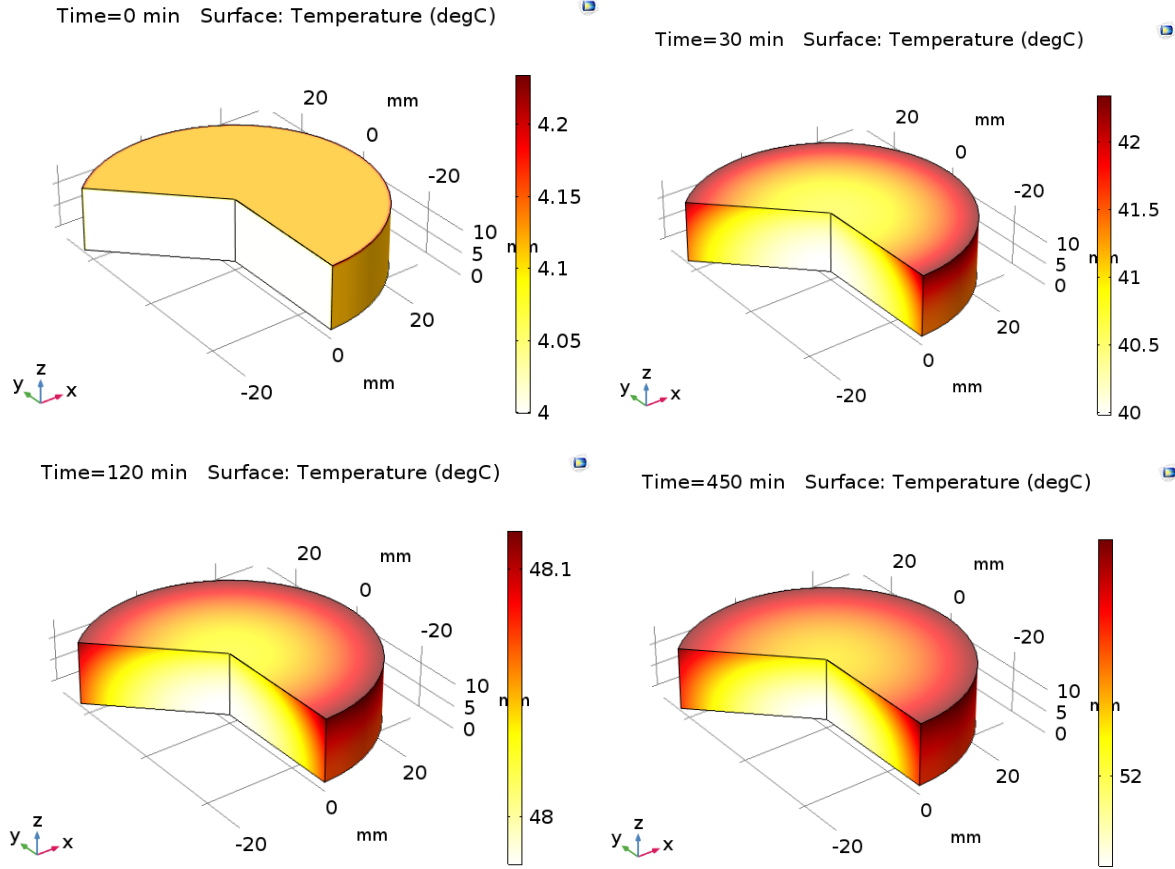 Time=0 min   Surface: Temperature (degC)
20
mm
0
-20
10
5
0
mm
20
0
mm
-20
4.2
4.15
4.1
4.05
4
z
y
x
Time=30 min   Surface: Temperature (degC)
20
mm
0
-20
10
5
0
mm
20
0
mm
-20
42
41.5
41
40.5
40
z
y
x
Time=120 min   Surface: Temperature (degC)
20
mm
0
-20
10
5
0
mm
20
0
mm
-20
48.1
48
z
y
x
Time=450 min   Surface: Temperature (degC)
20
mm
0
-20
10
5
0
mm
20
0
mm
-20
52
z
y
x